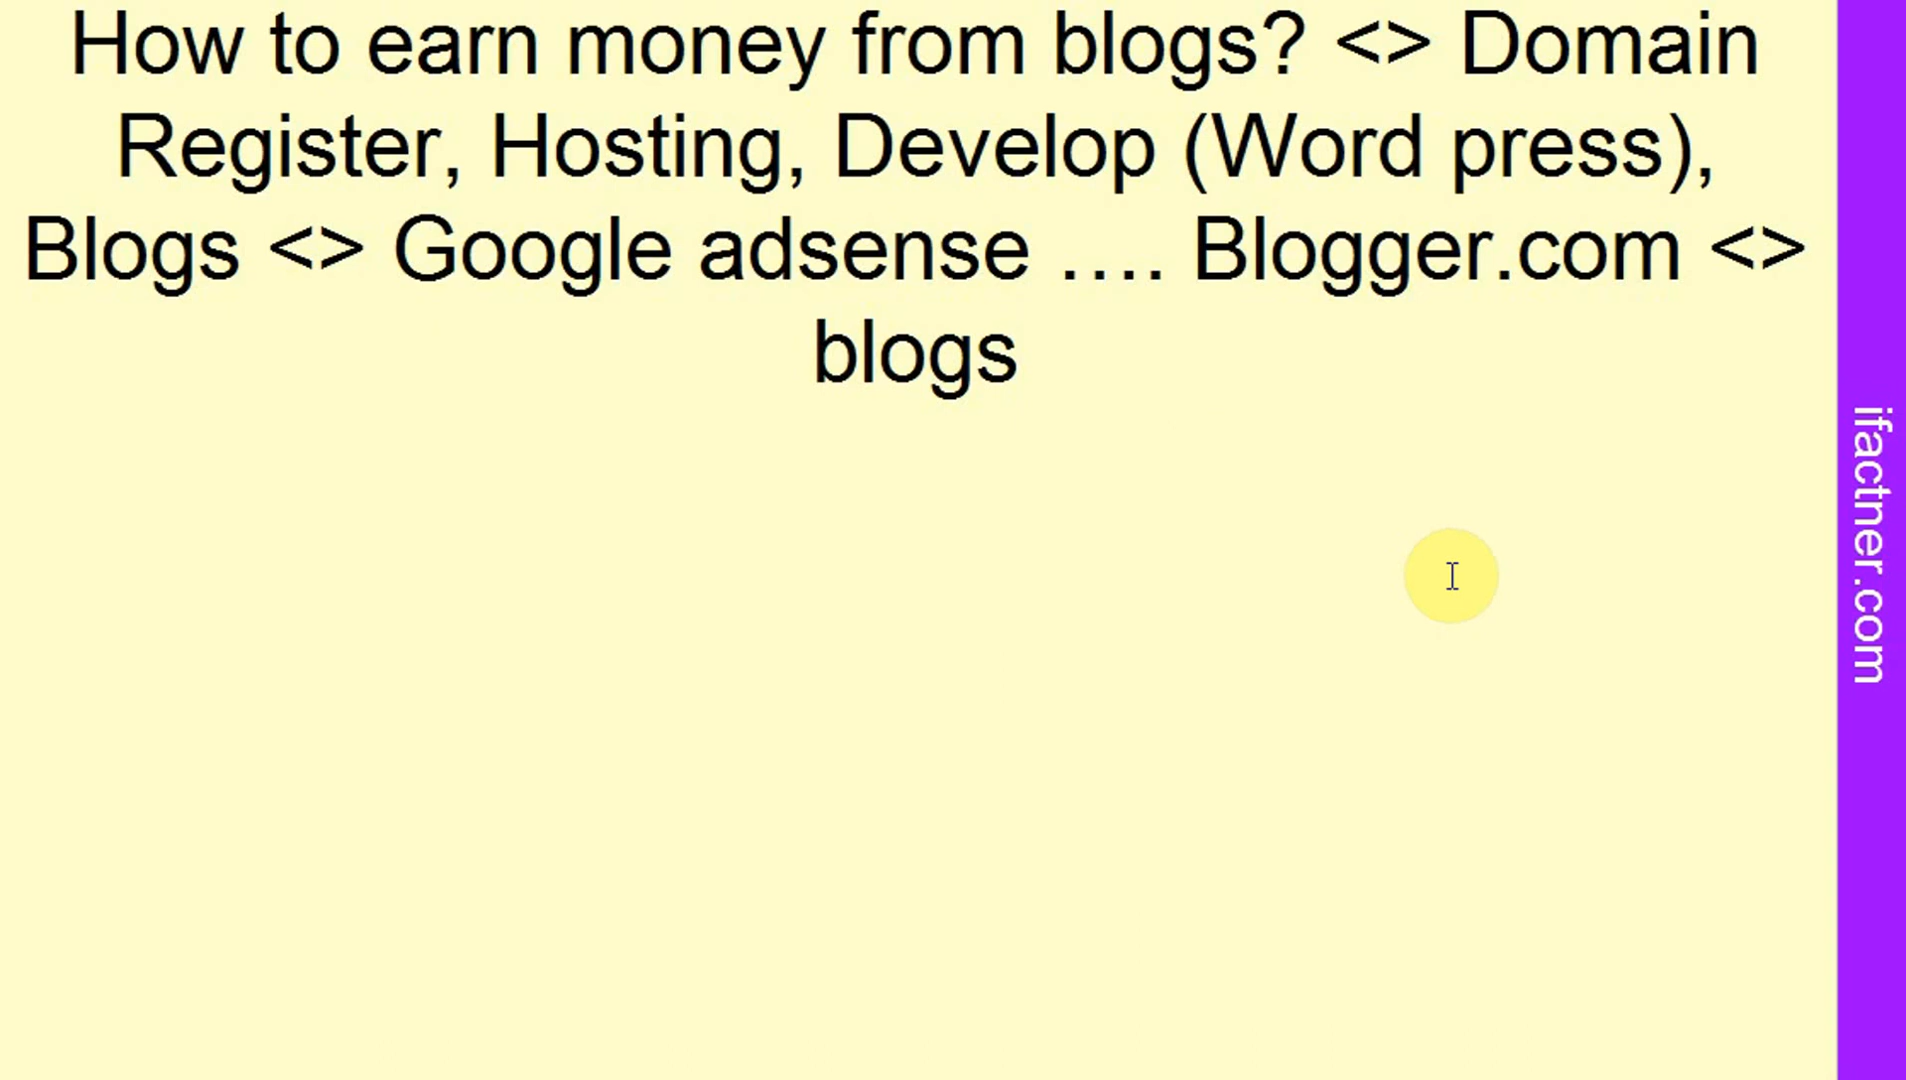 How to earn money from blogs? <> Domain
Register, Hosting, Develop (Word press),
Blogs <> Google adsense .... Blogger.com <>
blogs
ifactner.com